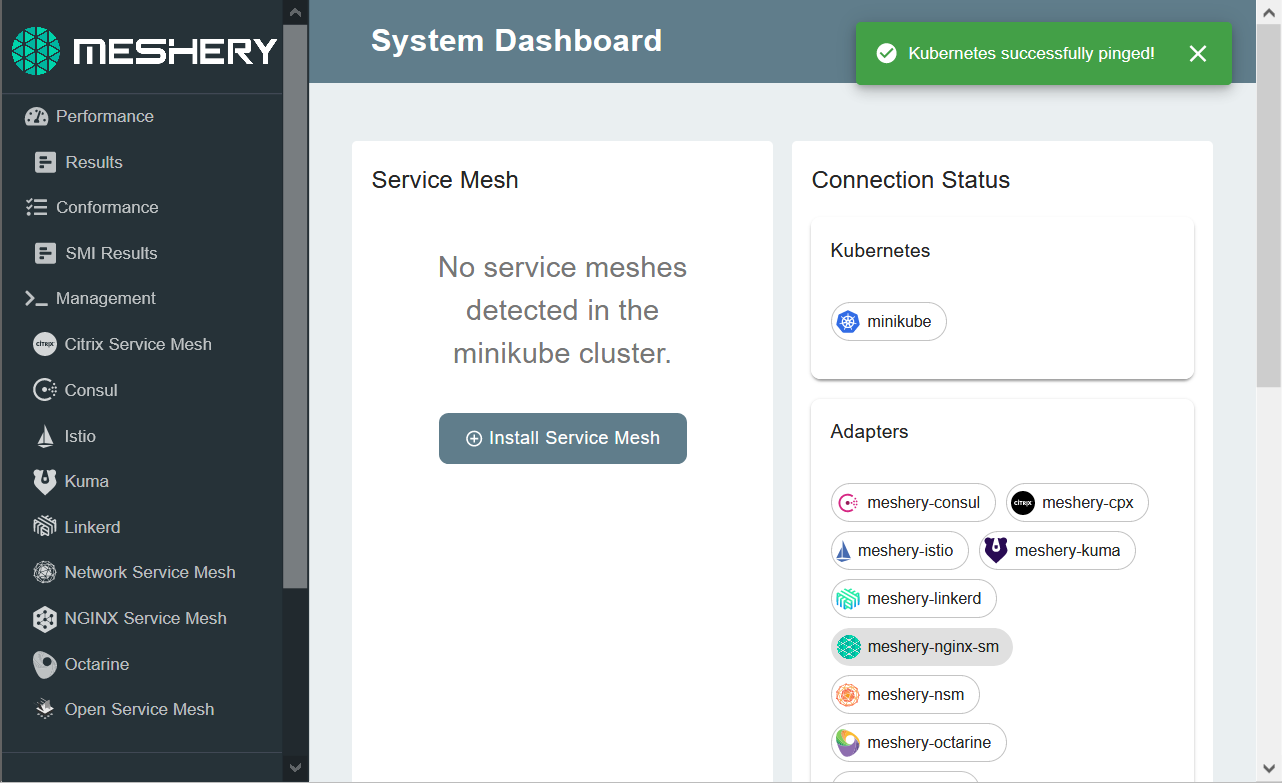 MESHERY
Performance
Results
Conformance
SMI Results
Management
Citrix Service Mesh
Consul
Istio
Kuma
Linkerd
Network Service Mesh
NGINX Service Mesh
Octarine
Open Service Mesh
System Dashboard
Kubernetes successfully pinged!
Service Mesh
No service meshes
detected in the
minikube cluster.
Install Service Mesh
Connection Status
Kubernetes
minikube
Adapters
meshery-consul
citrix meshery-cpx
meshery-istio
meshery-kuma
meshery-linkerd
meshery-nginx-sm
meshery-nsm
meshery-octarine